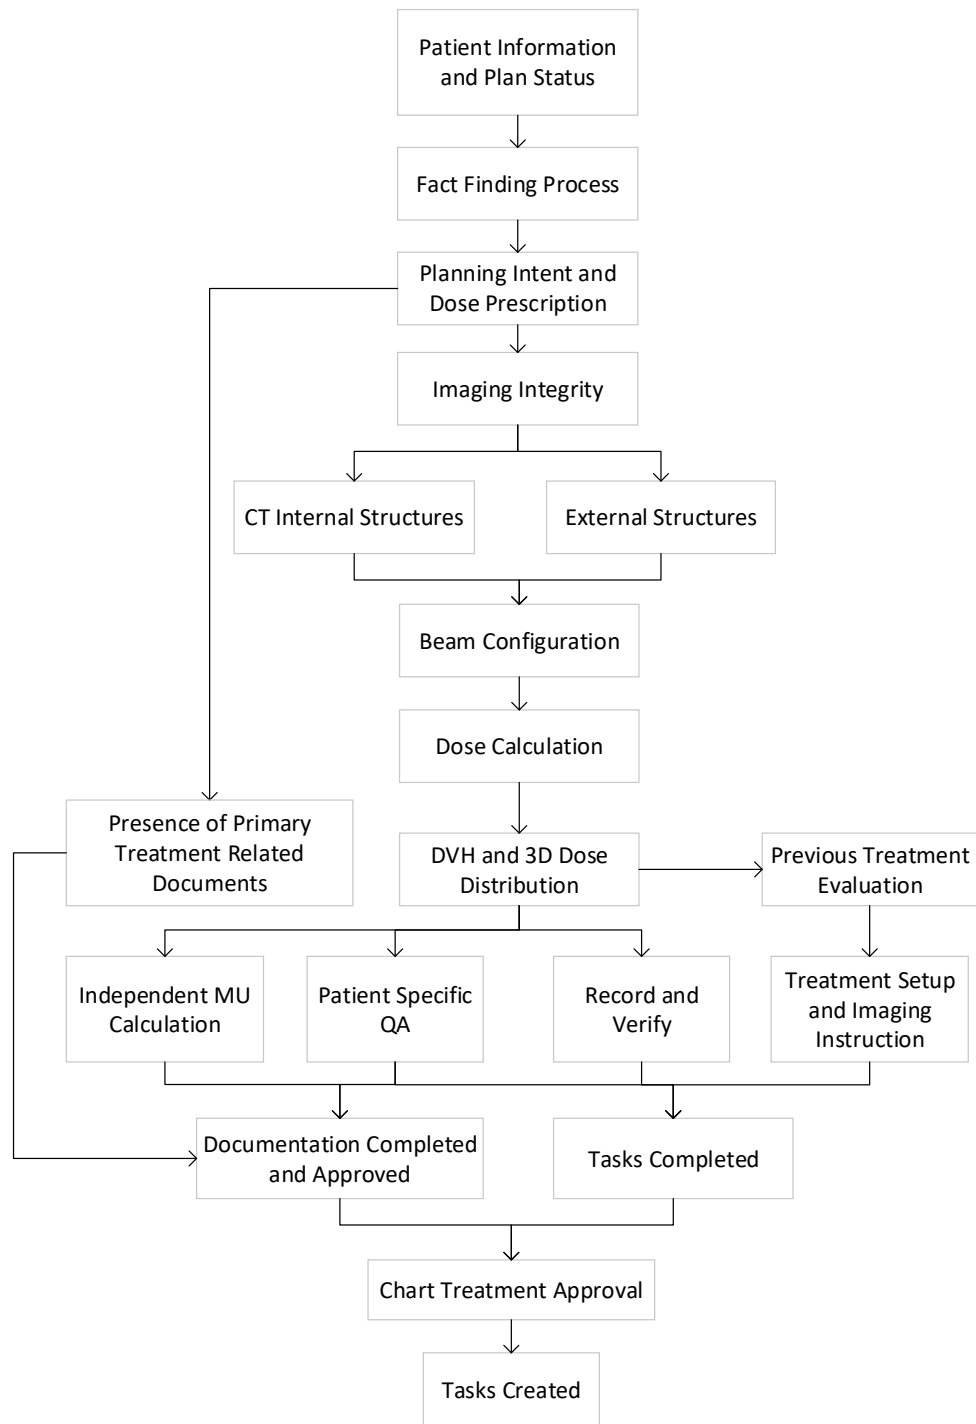 Patient Information
and Plan Status
Fact Finding Process
Planning Intent and
Dose Prescription
Imaging Integrity
CT Internal Structures
External Structures
Beam Configuration
Dose Calculation
Presence of Primary
Treatment Related
Documents
DVH and 3D Dose
Distribution
Previous Treatment
Evaluation
Independent MU
Calculation
Patient Specific
QA
Record and
Verify
Treatment Setup
and Imaging
Instruction
Documentation Completed
and Approved
Tasks Completed
Chart Treatment Approval
Tasks Created